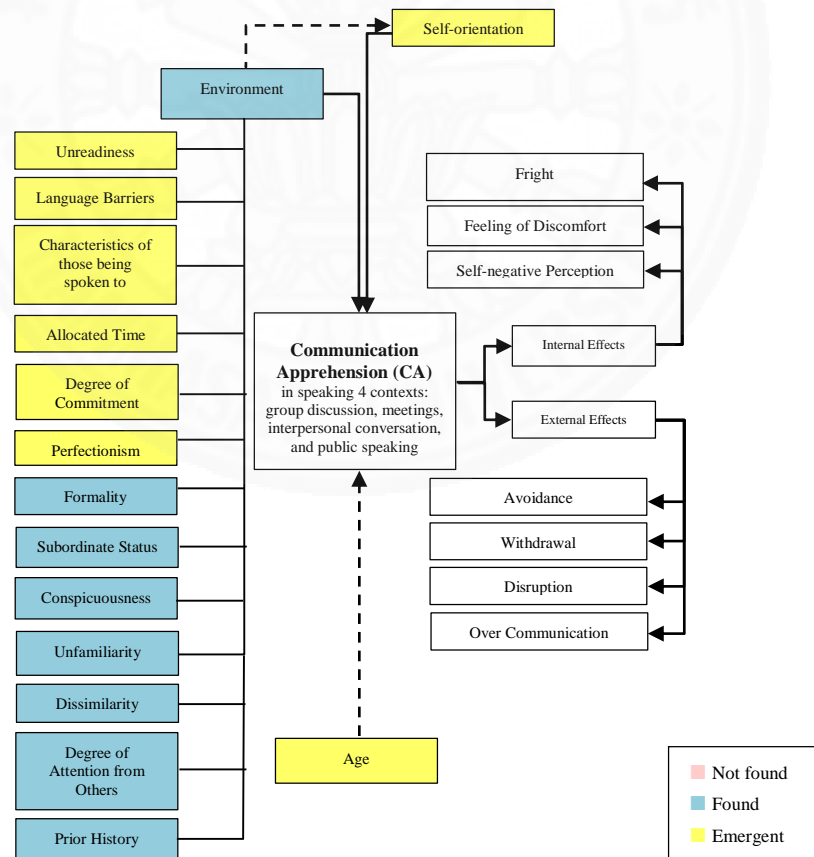 Self-orientation
Environment
Unreadiness
Language Barriers
Characteristics of
those being
spoken to
Allocated Time
Degree of
Commitment
Perfectionism
Formality
Subordinate Status
Conspicuousness
Unfamiliarity
Dissimilarity
Degree of
Attention from
Others
Prior History
Communication
Apprehension (CA)
in speaking 4 contexts:
group discussion, meetings,
interpersonal conversation,
and public speaking
Age
Fright
Feeling of Discomfort
Self-negative Perception
Internal Effects
External Effects
Avoidance
Withdrawal
Disruption
Over Communication
Not found
Found
Emergent